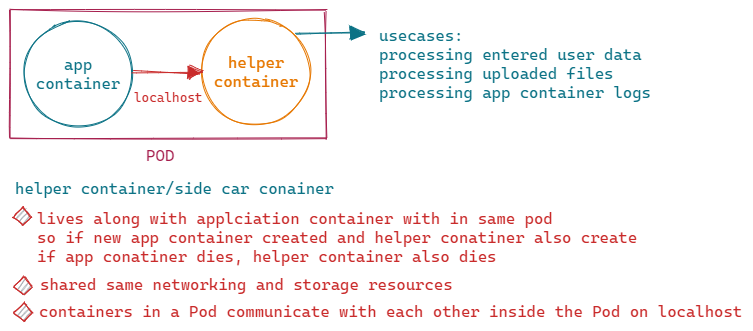 app
container
helper
container
localhost
POD
usecases:
processing entered user data
processing uploaded files
processing app container logs
helper container/side car conainer
lives along with applciation container with in same pod
so if new app container created and helper conatiner also create
if app conatiner dies, helper container also dies
shared same networking and storage resources
containers in a Pod communicate with each other inside the Pod on localhost